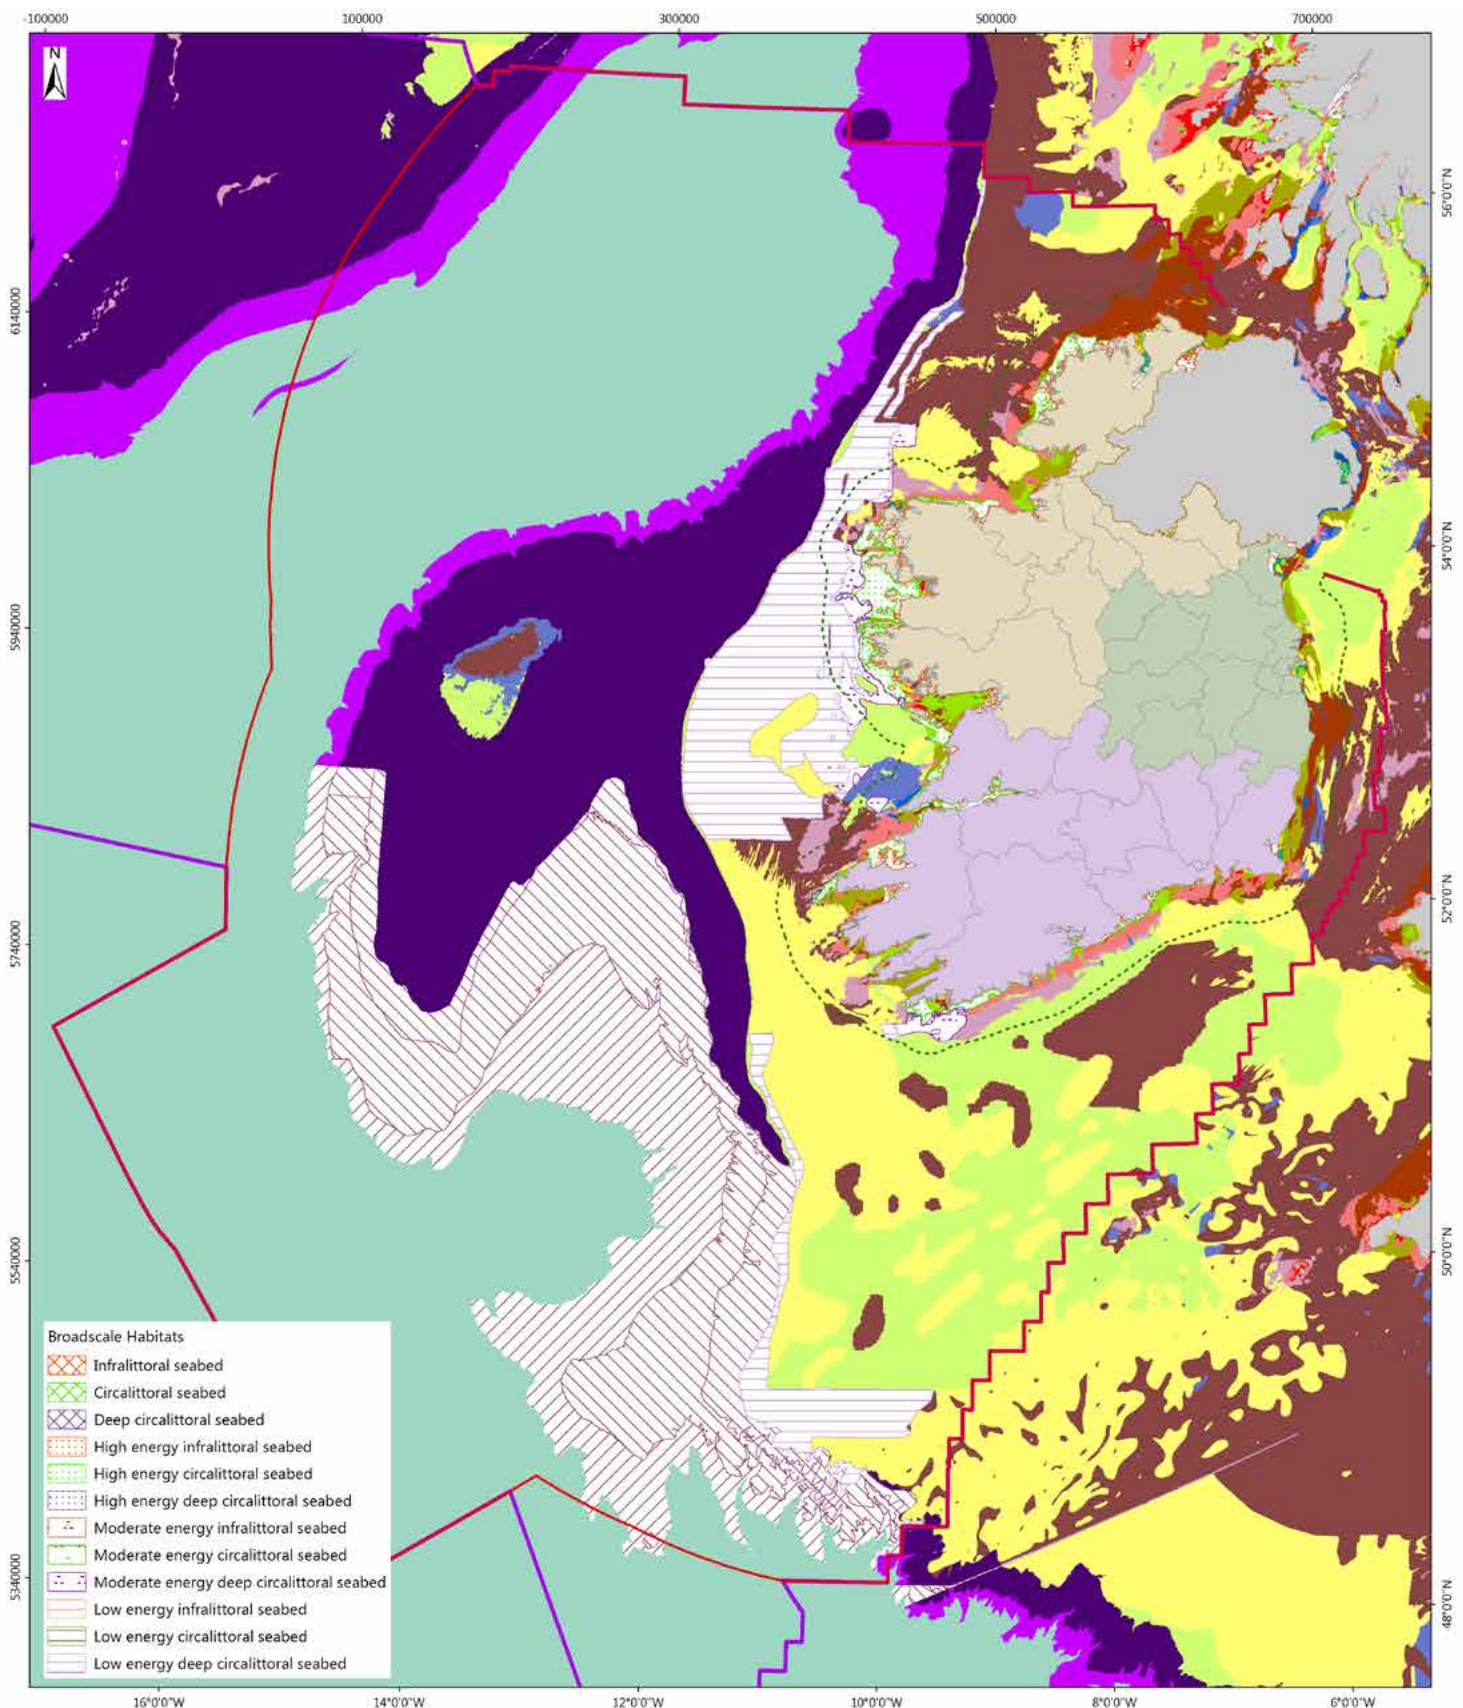 -100000 100000 300000 500000 700000
N
56°0'0"N
6140000
54°0'0"N
5940000
52°0'0"N
5740000
50°0'0"N
5540000
Broadscale Habitats
Infralittoral seabed
Circalittoral seabed
Deep circalittoral seabed
High energy infralittoral seabed
High energy circalittoral seabed
High energy deep circalittoral seabed
Moderate energy infralittoral seabed
Moderate energy circalittoral seabed
Moderate energy deep circalittoral seabed
5340000
48°0'0"N
Low energy infralittoral seabed
Low energy circalittoral seabed
Low energy deep circalittoral seabed
16°0'0"W 14°0'0"W 12°0'0"W 10°0'0"W 8°0'0"W 6°0'0"W